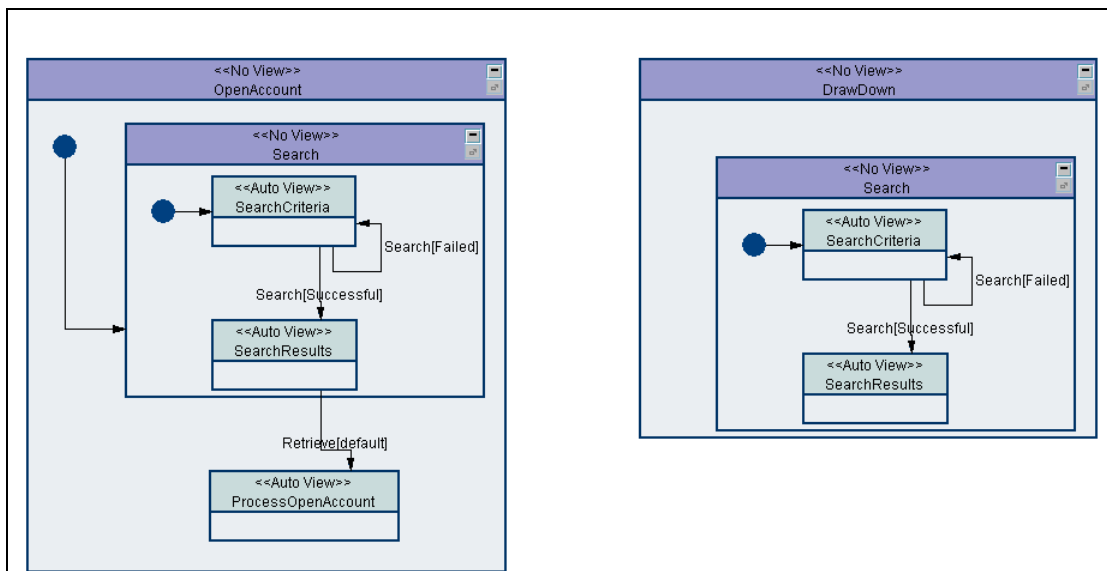 <<No View>>
OpenAccount
<<No View>>
Search
<<Auto View>>
SearchCriteria
Search[Failed]
Search[Successful]
<<Auto View>>
SearchResults
Retrieve[default]
<<Auto View>>
ProcessOpenAccount
<<No View>>
DrawDown
<<No View>>
Search
<<Auto View>>
SearchCriteria
Search[Failed]
Search[Successful]
<<Auto View>>
SearchResults